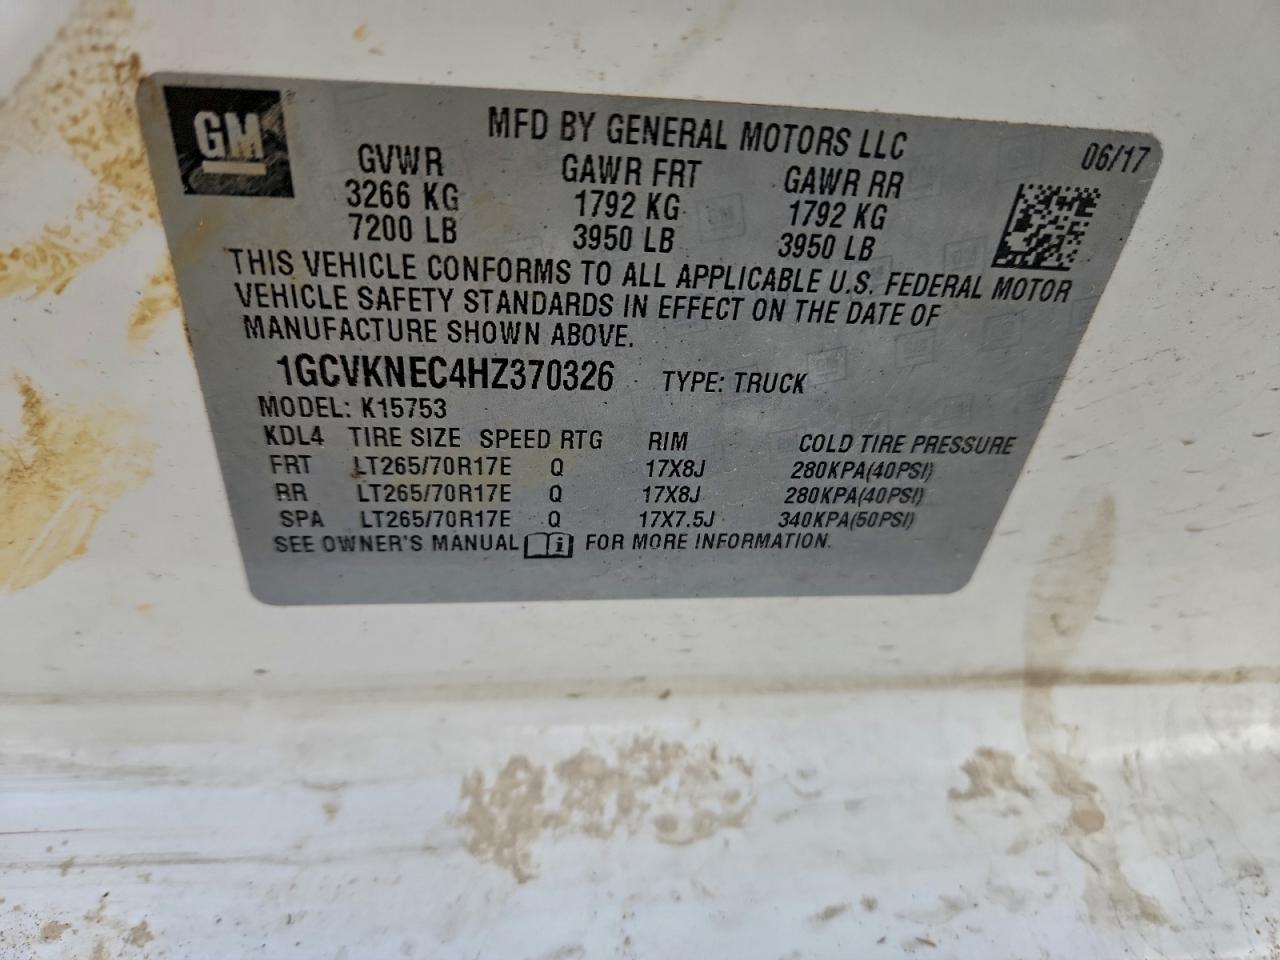 GM
MFD BY GENERAL MOTORS LLC
06/17
GVWR GAWR FRT GAWR RR
3266 KG 1792 KG 1792 KG
7200 LB 3950 LB 3950 LB
THIS VEHICLE CONFORMS TO ALL APPLICABLE U.S. FEDERAL MOTOR
VEHICLE SAFETY STANDARDS IN EFFECT ON THE DATE OF
MANUFACTURE SHOWN ABOVE.
1GCVKNEC4HZ370326 TYPE: TRUCK
MODEL: K15753
KDL4 TIRE SIZE SPEED RTG RIM COLD TIRE PRESSURE
FRT LT265/70R17E Q 17X8J 280KPA(40PSI)
RR LT265/70R17E Q 17X8J 280KPA(40PSI)
SPA LT265/70R17E Q 17X7.5J 340KPA(50PSI)
SEE OWNER'S MANUAL i FOR MORE INFORMATION.